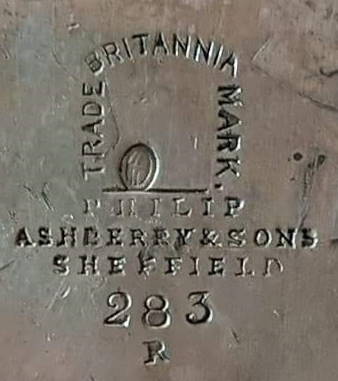 TRADE BRITANNIA MARK.
PHILIP
ASHBERRY & SONS
SHEFFIELD
283
R